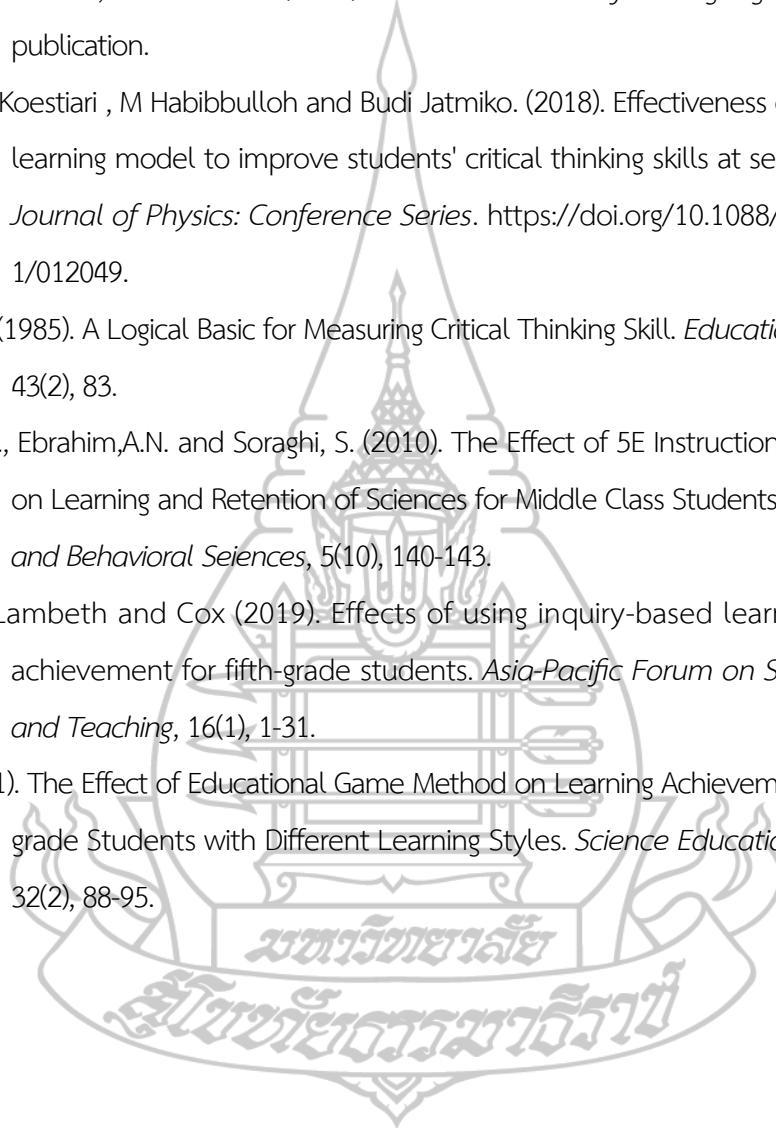 publication.
Koestiari , M Habibbulloh and Budi Jatmiko. (2018). Effectiveness
learning model to improve students' critical thinking skills at
Journal of Physics: Conference Series. https://doi.org/10.1088/
1/012049.
(1985). A Logical Basic for Measuring Critical Thinking Skill.
43(2), 83.
Ebrahim,A.N. and Soraghi, S. (2010). The Effect of 5E Instruction
on Learning and Retention of Sciences for Middle Class Students
and Behavioral Seiences, 5(10), 140-143.
Lambeth and Cox (2019). Effects of using inquiry-based
achievement for fifth-grade students. Asia-Pacific Forum on
and Teaching, 16(1), 1-31.
The Effect of Educational Game Method on Learning
grade Students with Different Learning Styles. Science
32(2), 88-95.
มหาวิทยาลัย
สุโขทัยธรรมาธิราช